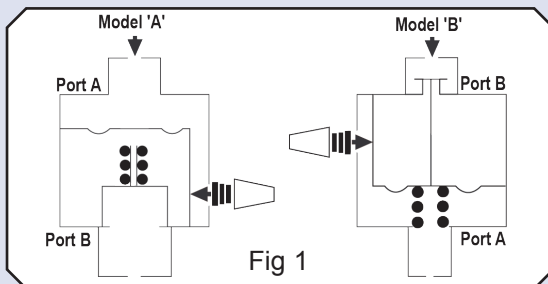 Model 'A'
Model 'B'
Port A
Port B
Port B
Port A
Fig 1